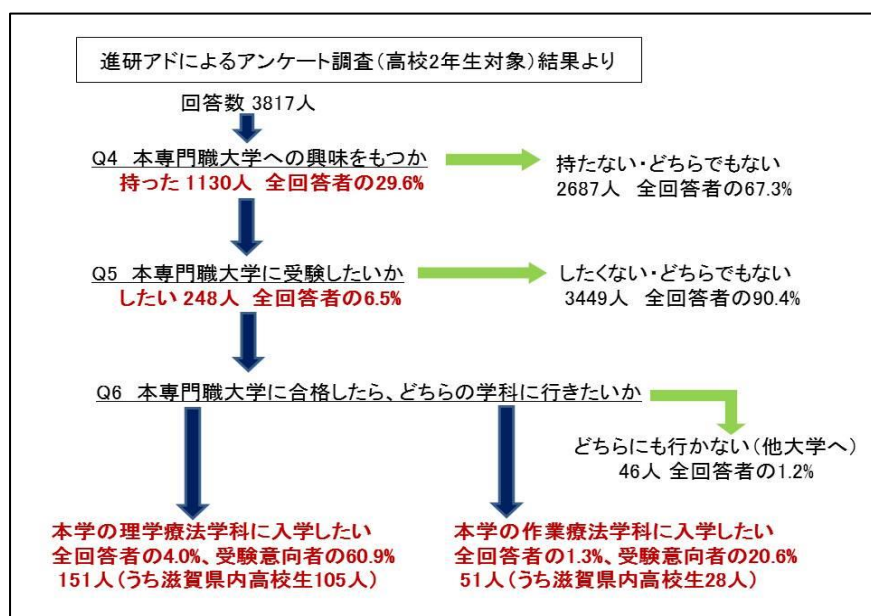 進研アドによるアンケート調査(高校2年生対象)結果より
回答数 3817人
Q4 本専門職大学への興味をもつか
持った 1130人 全回答者の29.6%
持たない・どちらでもない
2687人 全回答者の67.3%
Q5 本専門職大学に受験したいか
したい 248人 全回答者の6.5%
したくない・どちらでもない
3449人 全回答者の90.4%
Q6 本専門職大学に合格したら、どちらの学科に行きたいか
どちらにも行かない(他大学へ)
46人 全回答者の1.2%
本学の理学療法学科に入学したい
全回答者の4.0%、受験意向者の60.9%
151人(うち滋賀県内高校生105人)
本学の作業療法学科に入学したい
全回答者の1.3%、受験意向者の20.6%
51人(うち滋賀県内高校生28人)